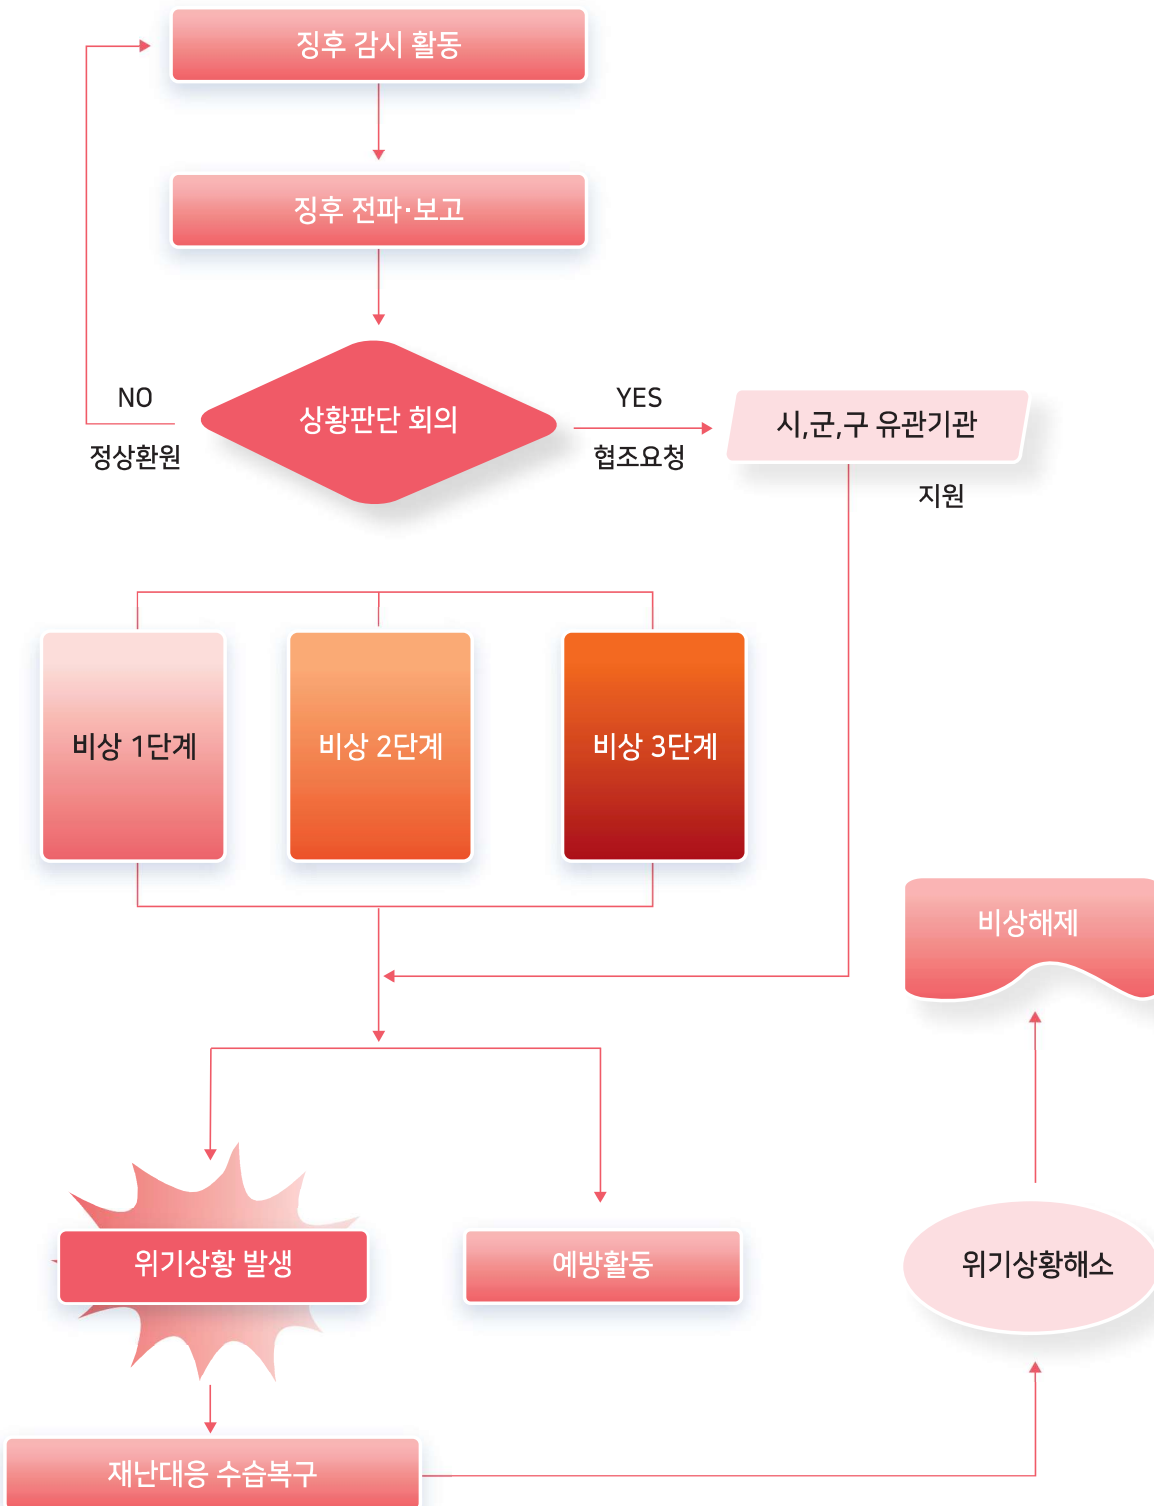 징후 감시 활동
징후 전파·보고
상황판단 회의
NO
정상환원
YES
협조요청
시,군,구 유관기관
지원
비상 1단계
비상 2단계
비상 3단계
비상해제
위기상황 발생
예방활동
위기상황해소
재난대응 수습복구